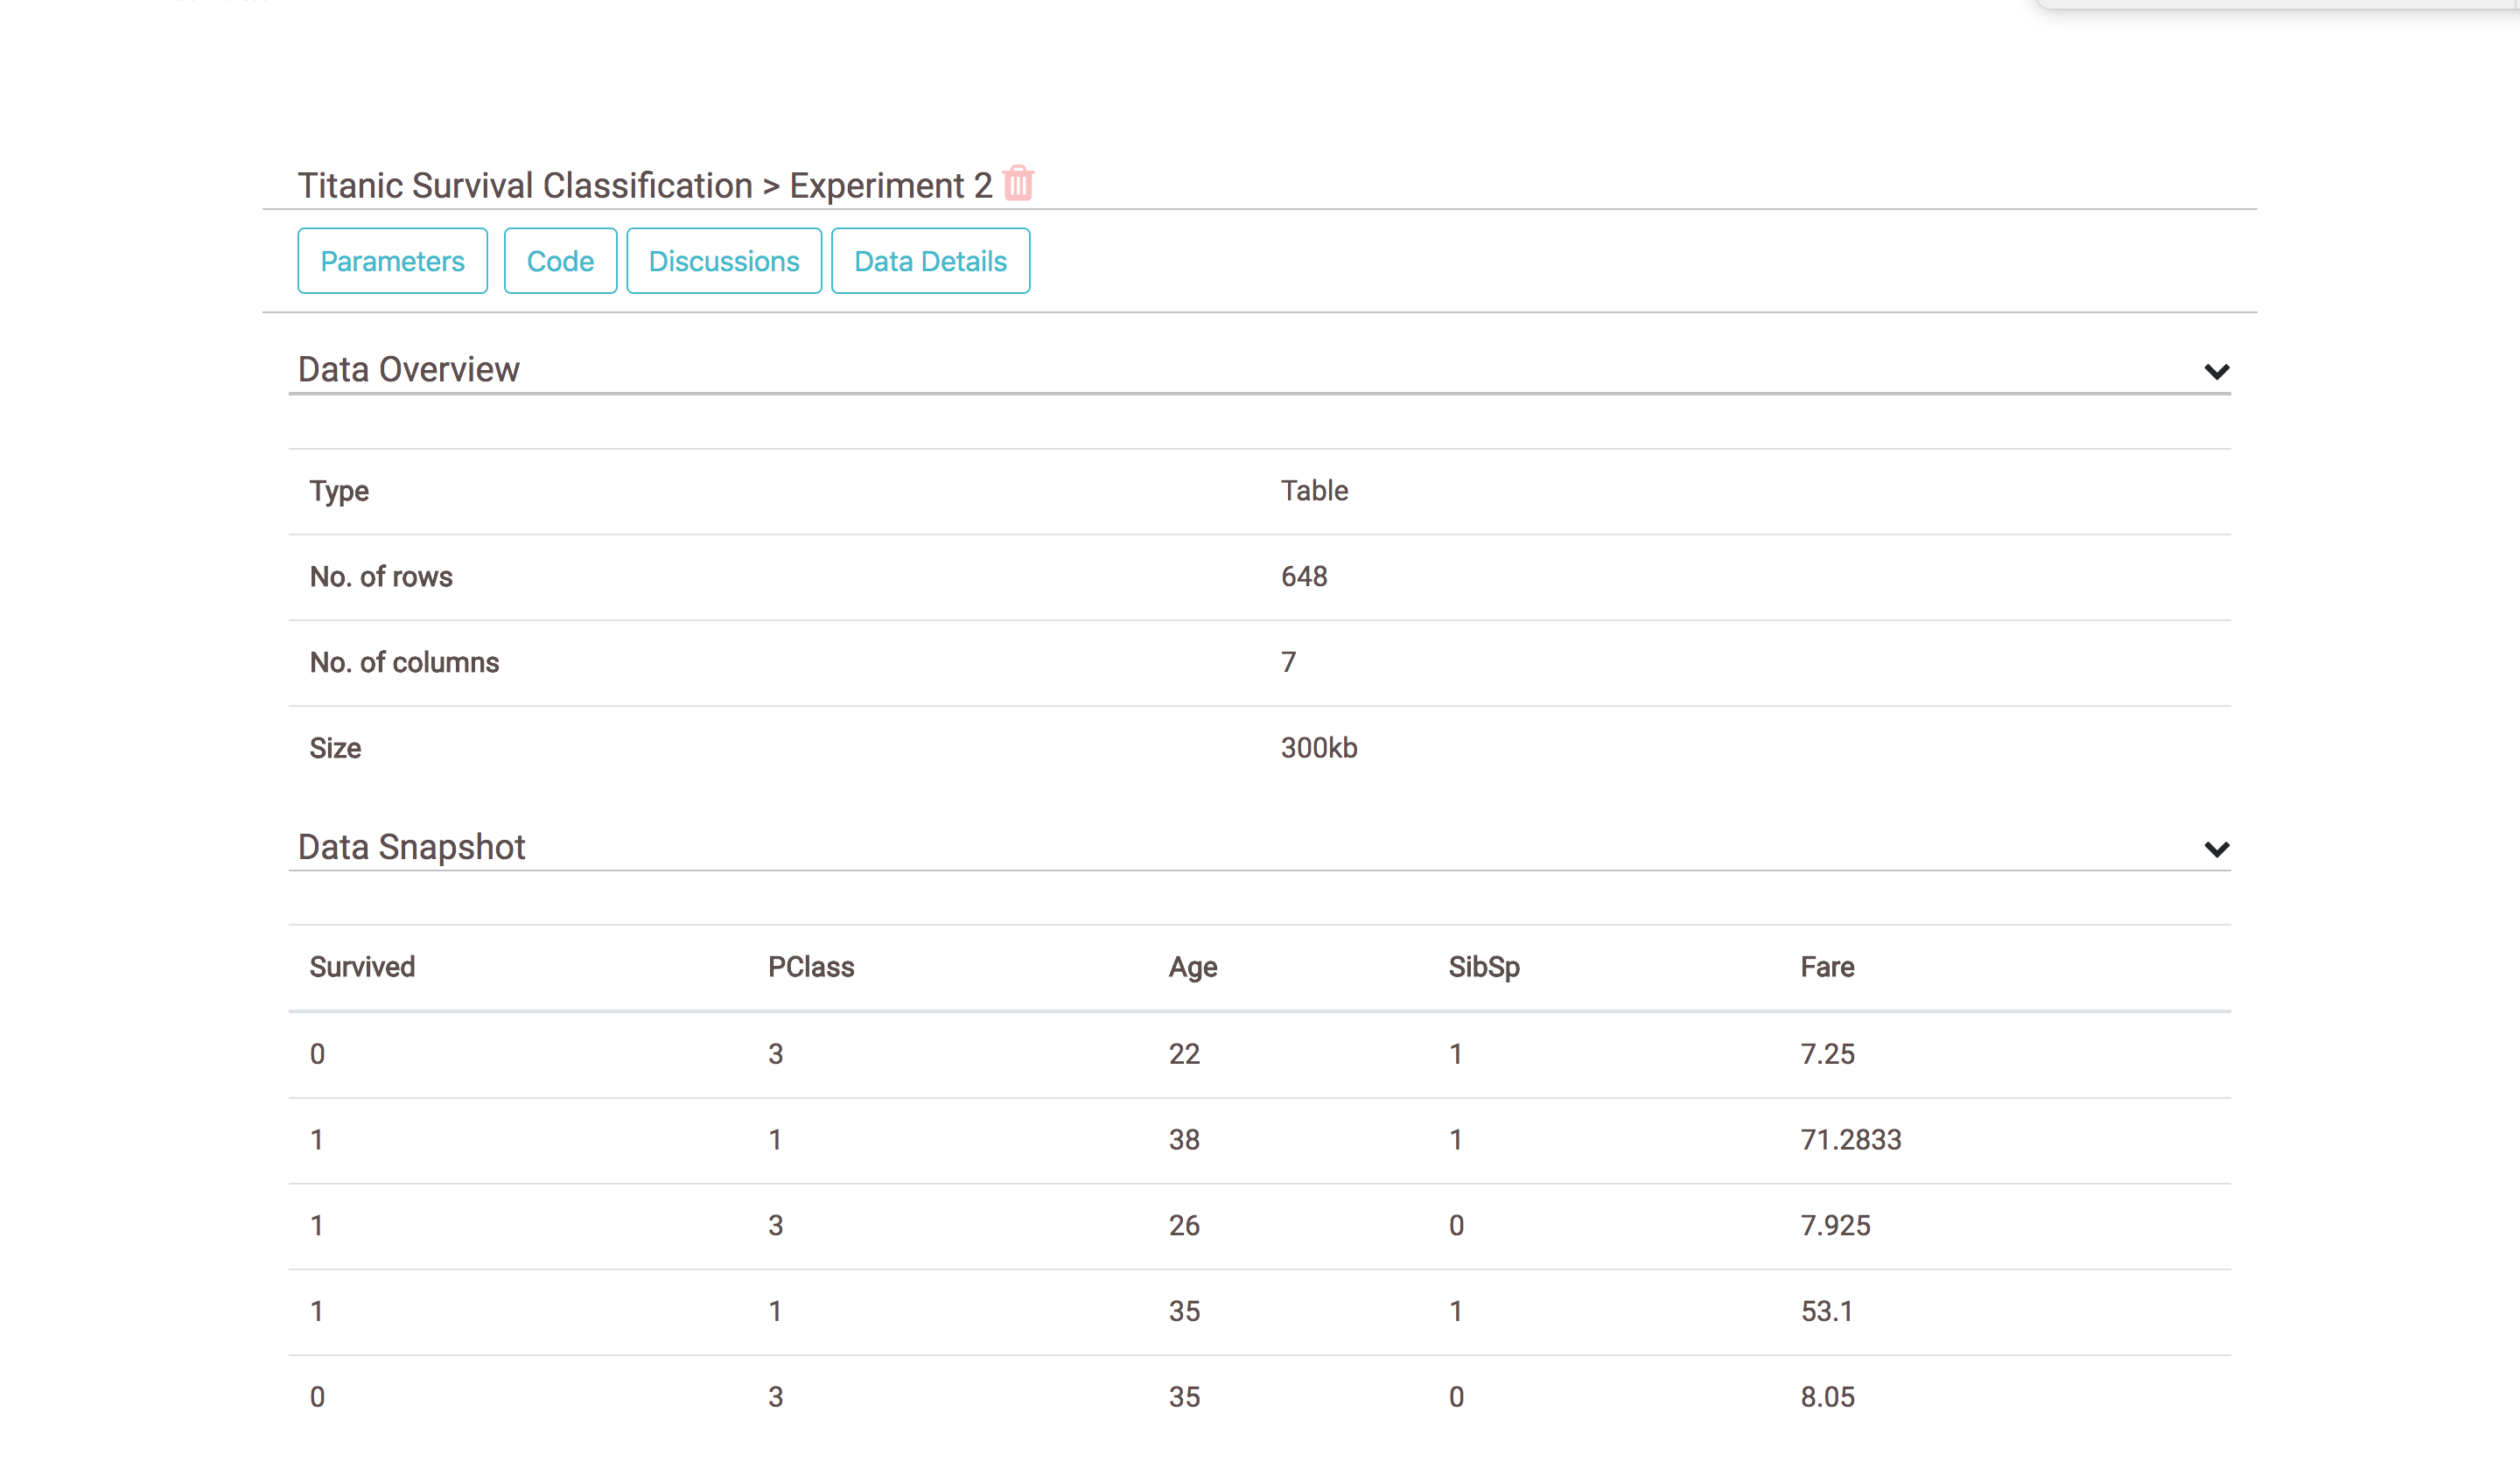 Titanic Survival Classification > Experiment 2
Parameters Code Discussions Data Details
Data Overview
Type Table
No. of rows 648
No. of columns 7
Size 300kb
Data Snapshot
Survived PClass Age SibSp Fare
0 3 22 1 7.25
1 1 38 1 71.2833
1 3 26 0 7.925
1 1 35 1 53.1
0 3 35 0 8.05